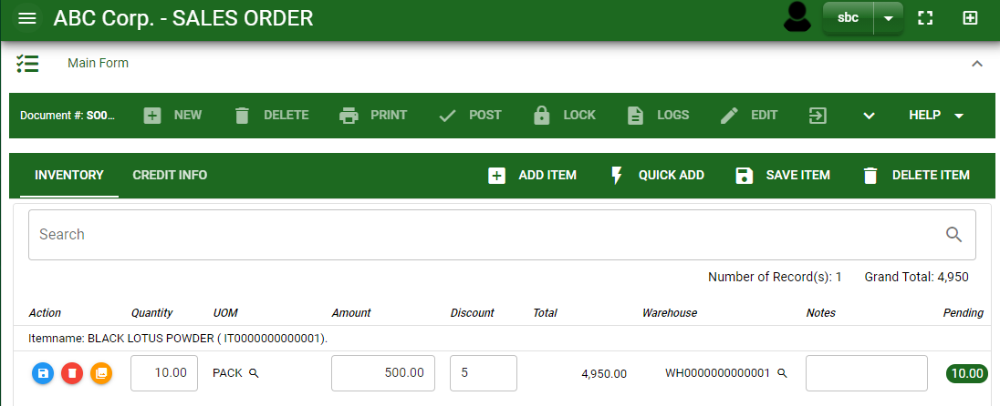 ABC Corp. - SALES ORDER sbc
Main Form
Document #: SO0... NEW DELETE PRINT POST LOCK LOGS EDIT HELP
INVENTORY CREDIT INFO ADD ITEM QUICK ADD SAVE ITEM DELETE ITEM
Search
Number of Record(s): 1 Grand Total: 4,950
Action Quantity UOM Amount Discount Total Warehouse Notes Pending
Itemname: BLACK LOTUS POWDER ( IT0000000000001).
10.00 PACK 500.00 5 4,950.00 WH0000000000001 10.00